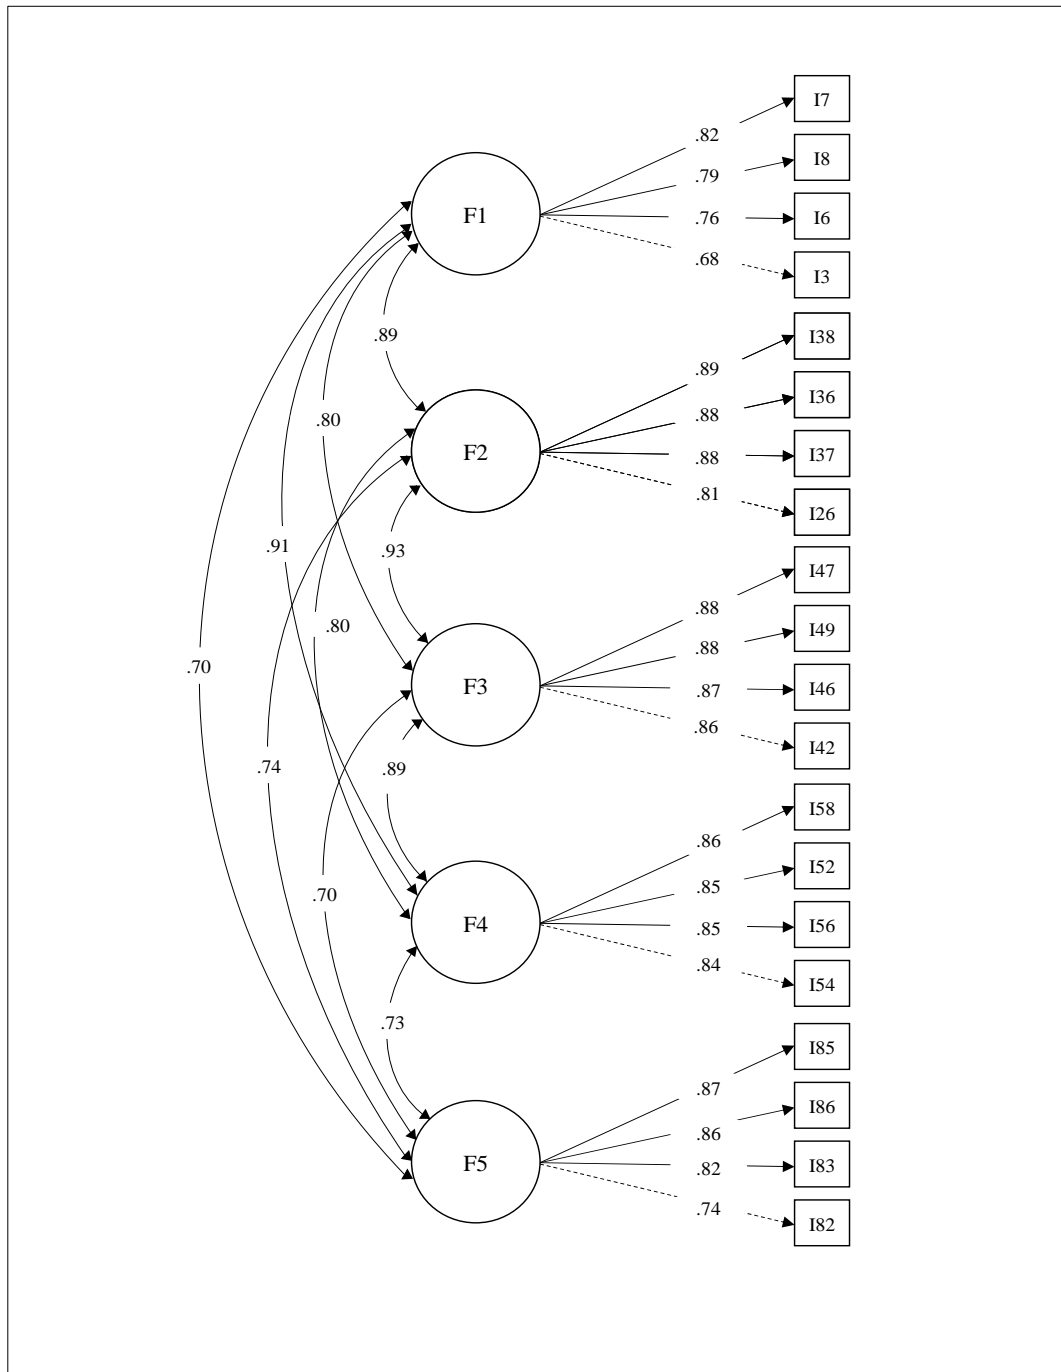 I7
.82
I8
.79
F1
.76
I6
.68
I3
.89
I38
.89
I36
.80
.88
F2
.88
I37
.81
I26
.91
.93
I47
.88
I49
.80
.88
.70
F3
.87
I46
.86
I42
.74
.89
I58
.86
I52
.70
.85
F4
.85
I56
.84
I54
.73
I85
.87
I86
.86
F5
.82
I83
.74
I82